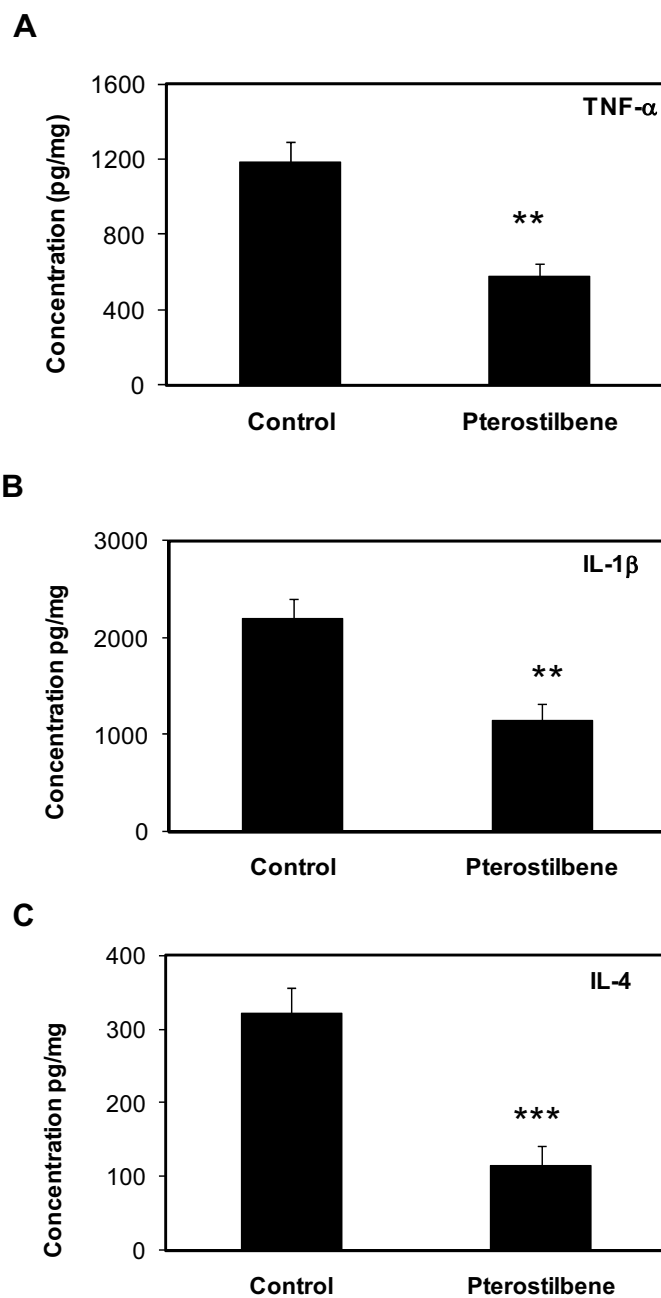 A
1600
TNF-α
1200
**
800
400
0
Concentration (pg/mg)
Control Pterostilbene
B
3000
IL-1β
2000
**
1000
0
Concentration pg/mg
Control Pterostilbene
C
400
IL-4
300
200
***
100
0
Concentration pg/mg
Control Pterostilbene